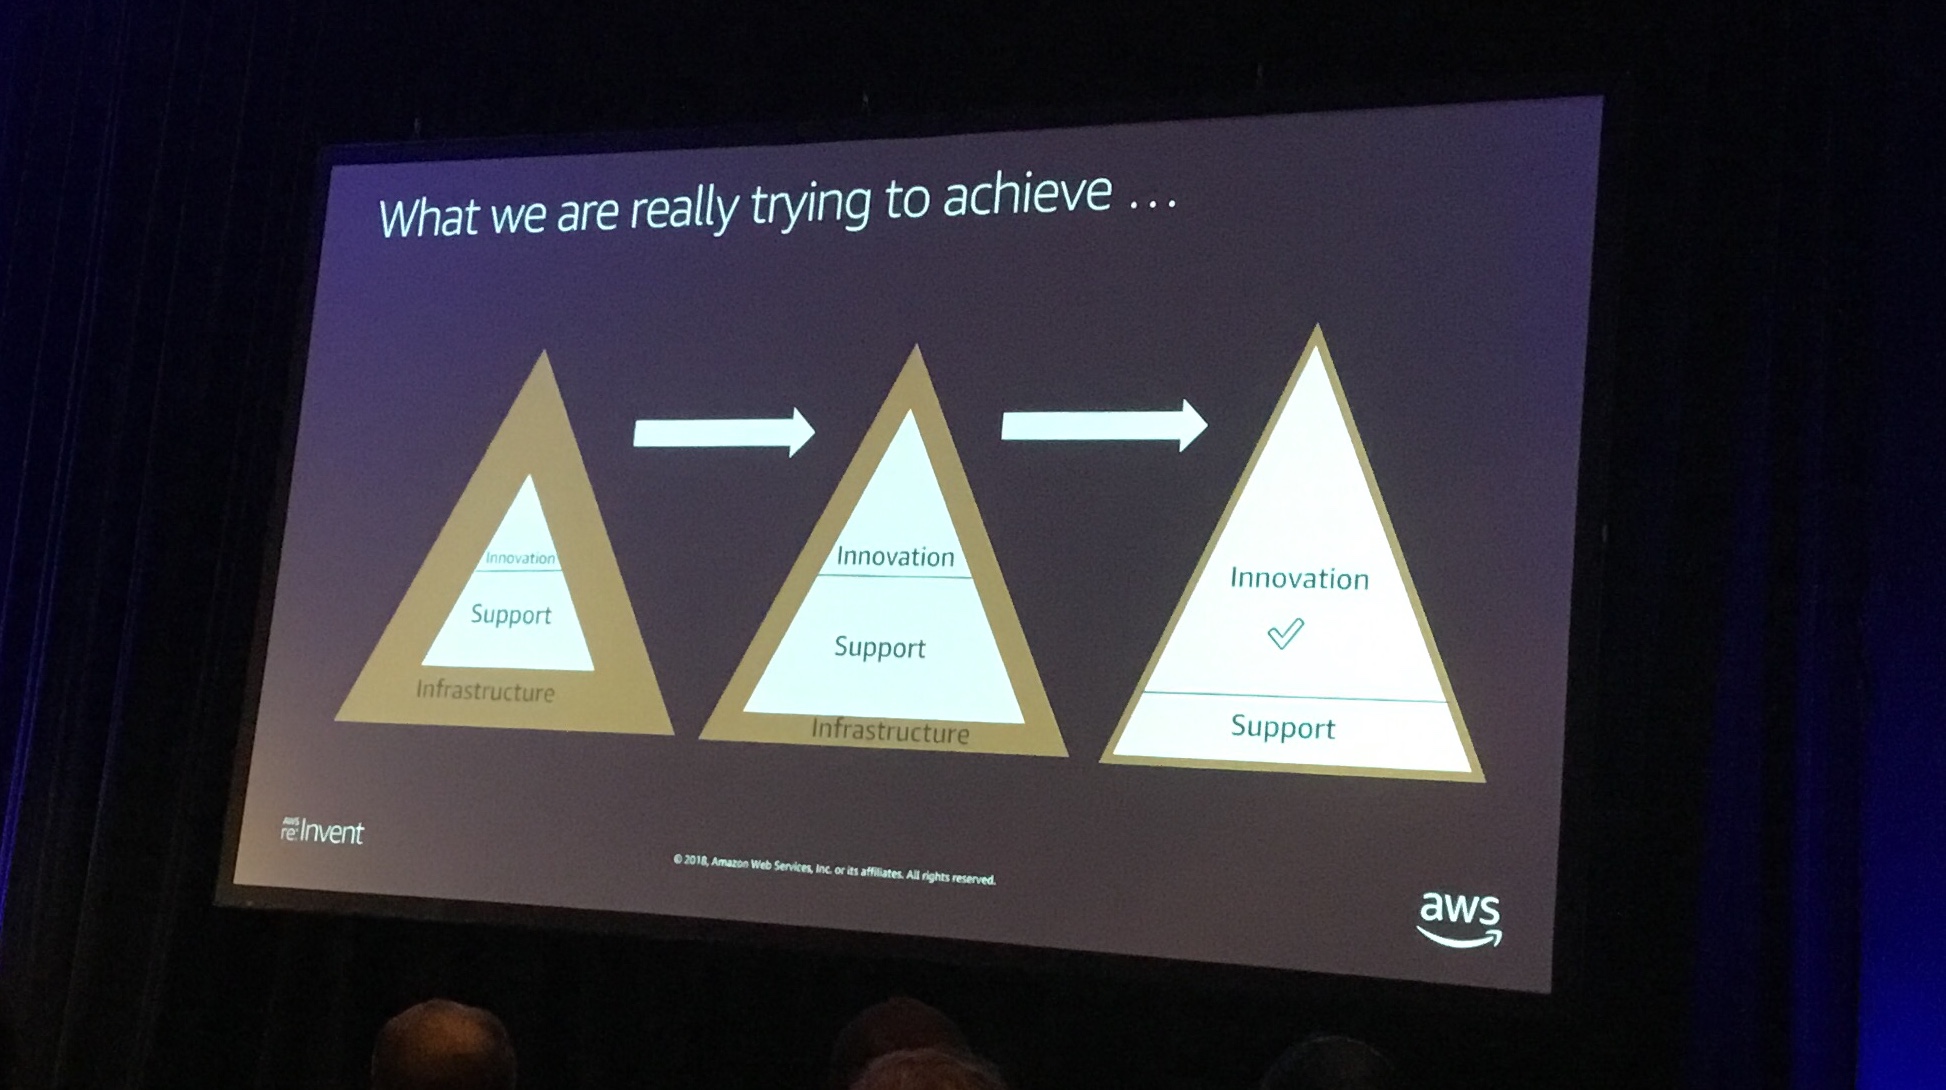 What we are really trying to achieve ...
Innovation
Support
Infrastructure
Innovation
Support
Infrastructure
Innovation
Support
AWS
re:Invent
© 2018, Amazon Web Services, Inc. or its affiliates. All rights reserved.
aws